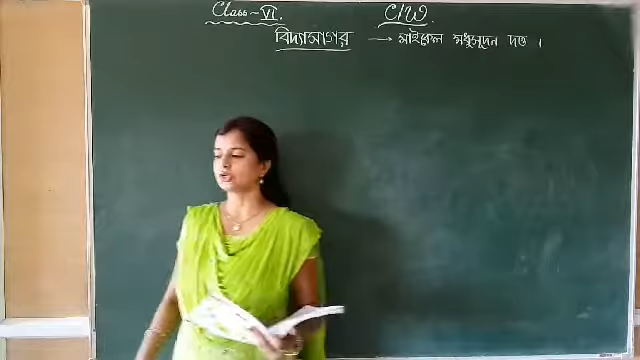 Class - VI. C/W.
বিদ্যাসাগর → মাইকেল মধুসূদন দত্ত ।